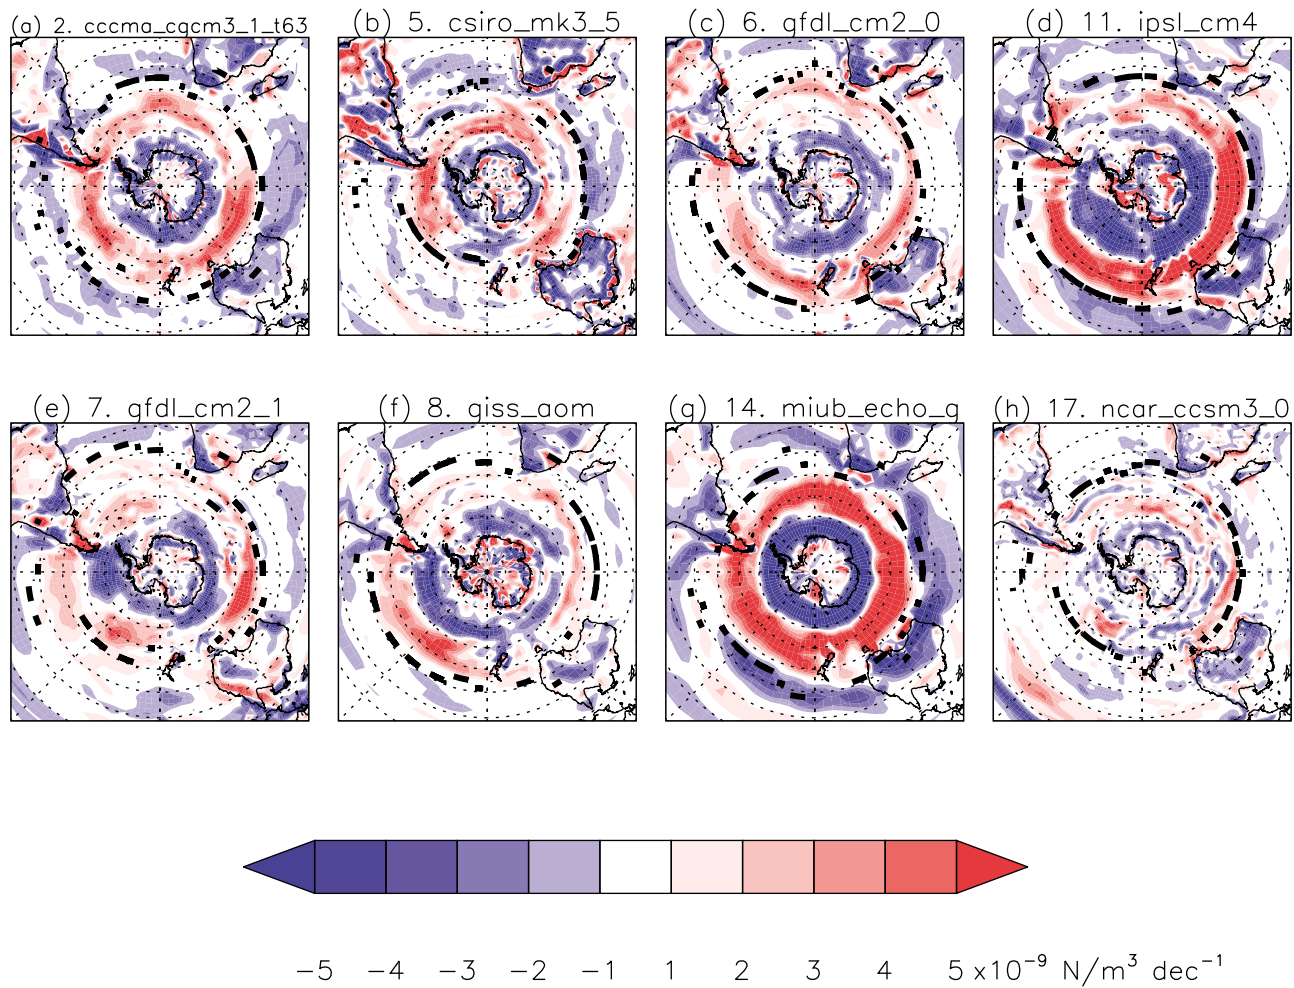 (a) 2. cccma_cgcm3_1_t63
(b) 5. csiro_mk3_5
(c) 6. gfdl_cm2_0
(d) 11. ipsl_cm4
(e) 7. gfdl_cm2_1
(f) 8. giss_aom
(g) 14. miub_echo_g
(h) 17. ncar_ccsm3_0
−5 −4 −3 −2 −1 1 2 3 4 5 x10⁻⁹ N/m³ dec⁻¹